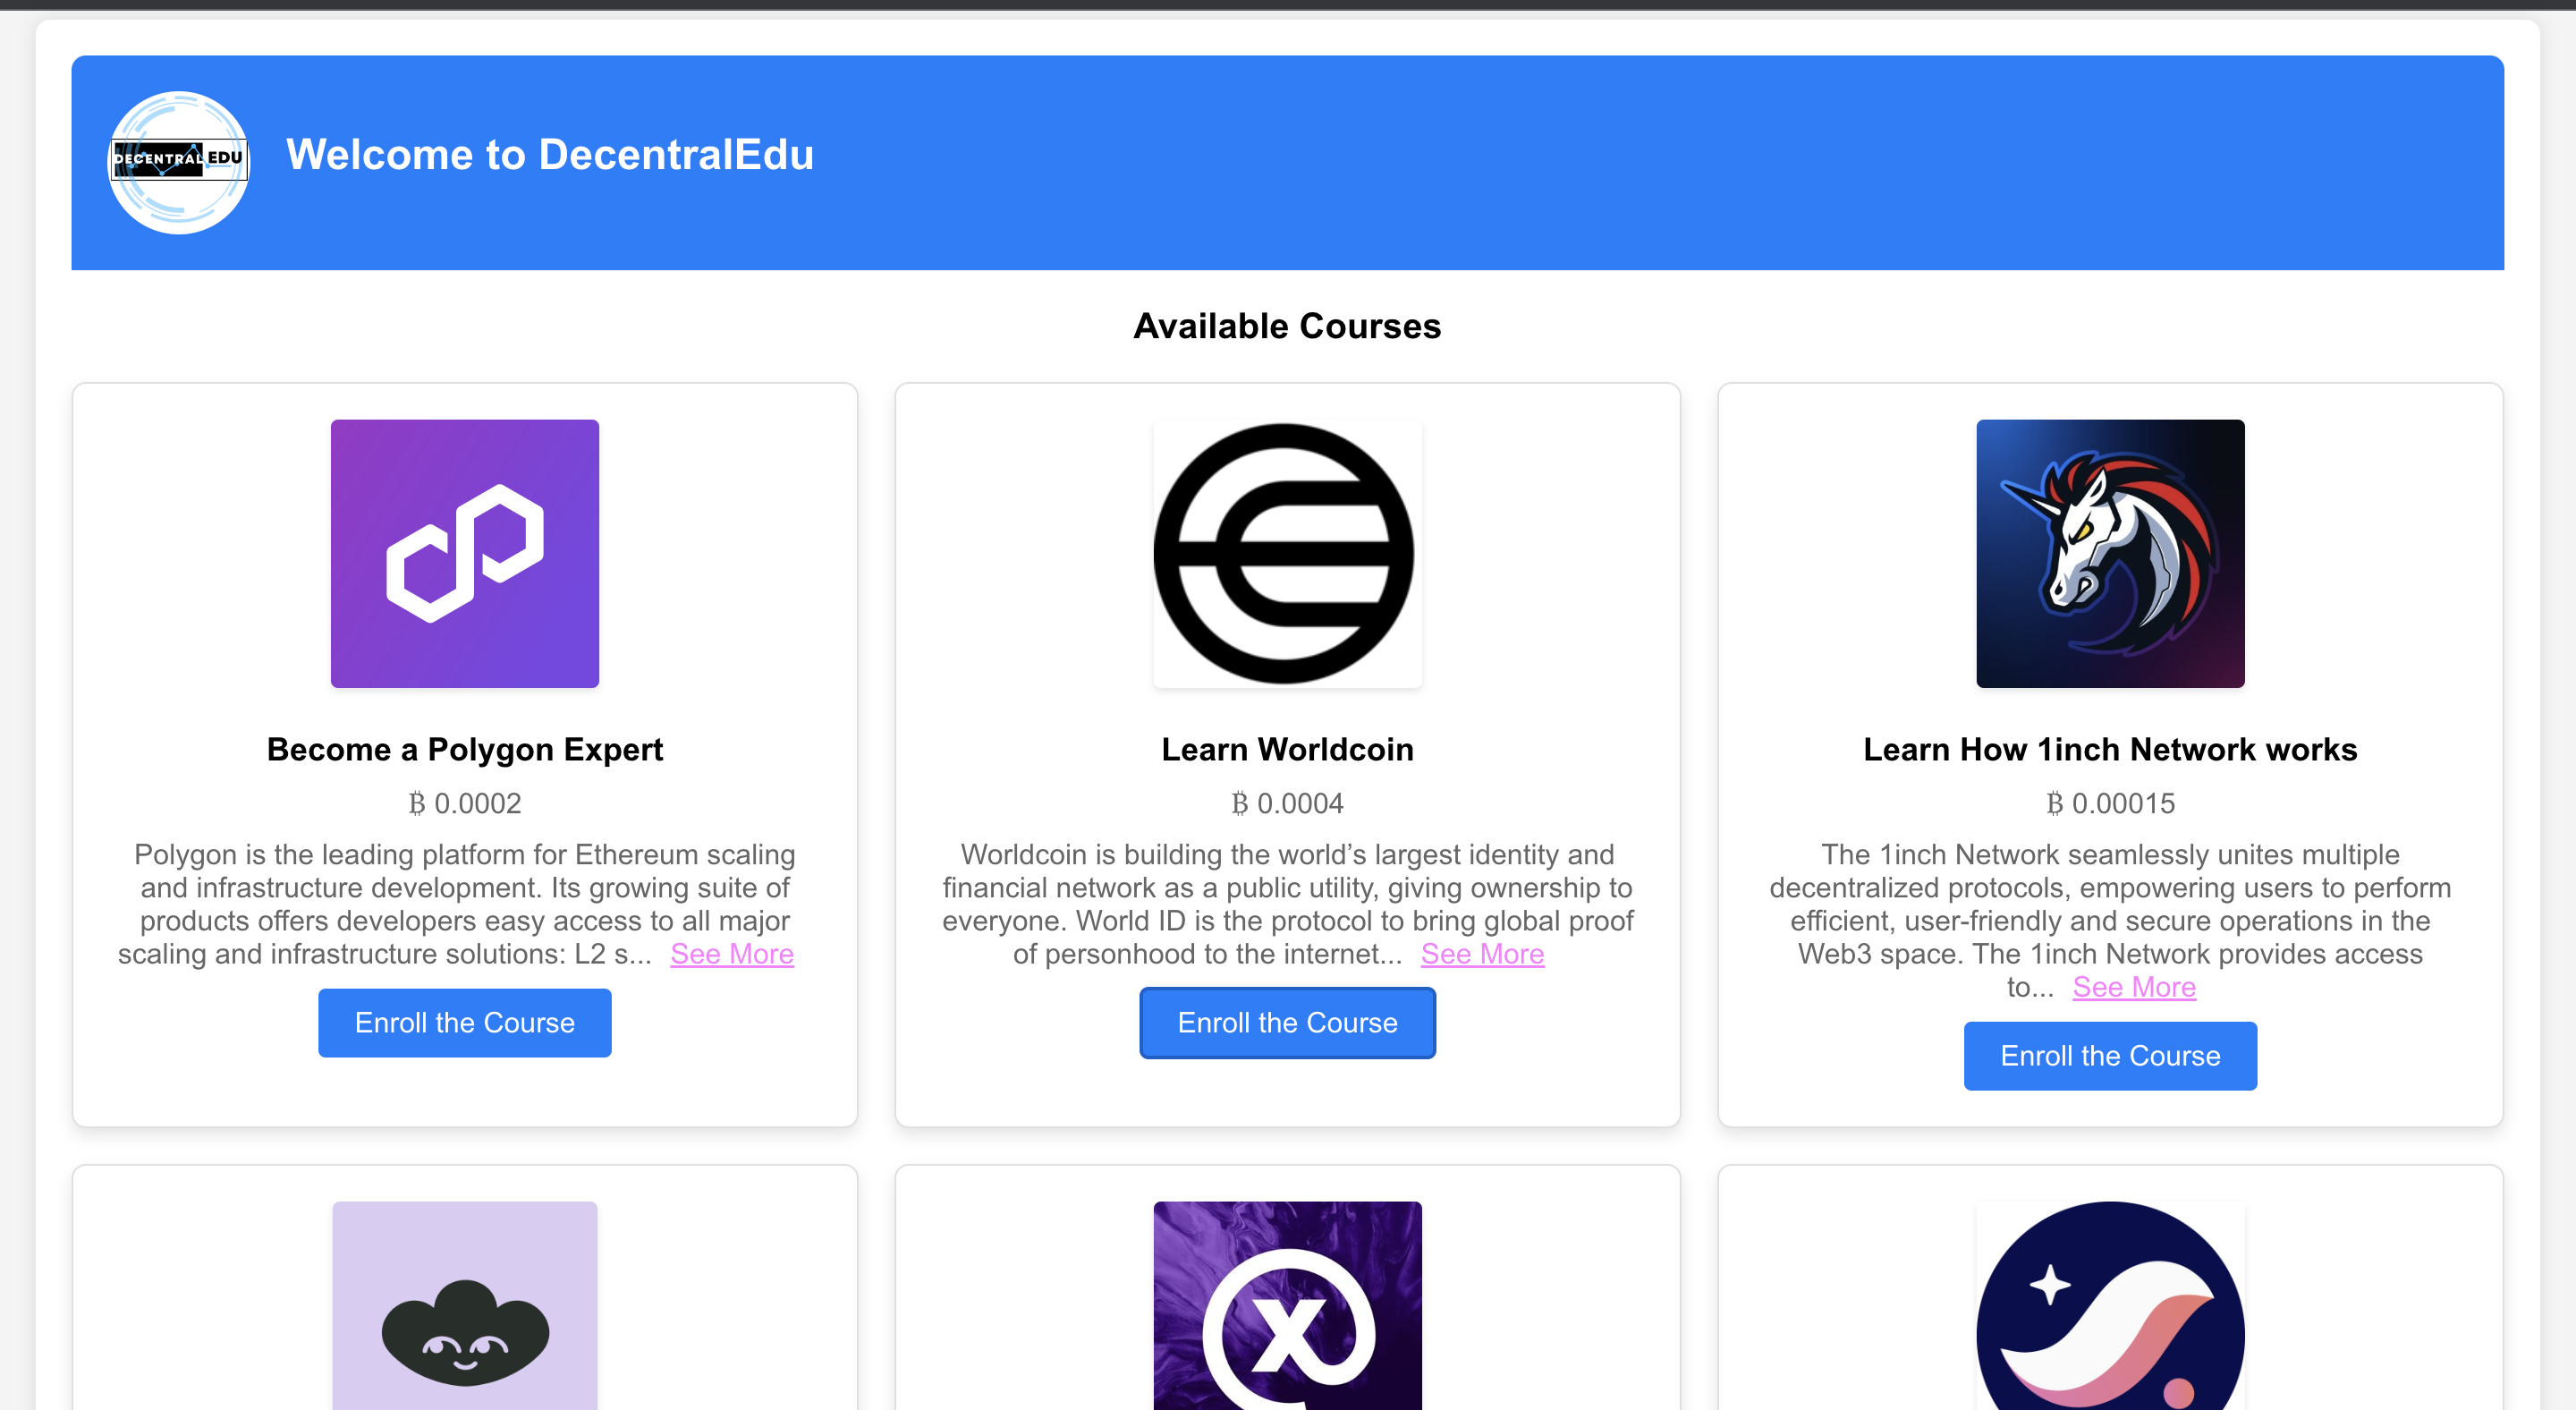 DECENTRAL EDU
Welcome to DecentralEdu
Available Courses
Become a Polygon Expert
₿ 0.0002
Polygon is the leading platform for Ethereum scaling
and infrastructure development. Its growing suite of
products offers developers easy access to all major
scaling and infrastructure solutions: L2 s... See More
Enroll the Course
Learn Worldcoin
₿ 0.0004
Worldcoin is building the world’s largest identity and
financial network as a public utility, giving ownership to
everyone. World ID is the protocol to bring global proof
of personhood to the internet... See More
Enroll the Course
Learn How 1inch Network works
₿ 0.00015
The 1inch Network seamlessly unites multiple
decentralized protocols, empowering users to perform
efficient, user-friendly and secure operations in the
Web3 space. The 1inch Network provides access
to... See More
Enroll the Course